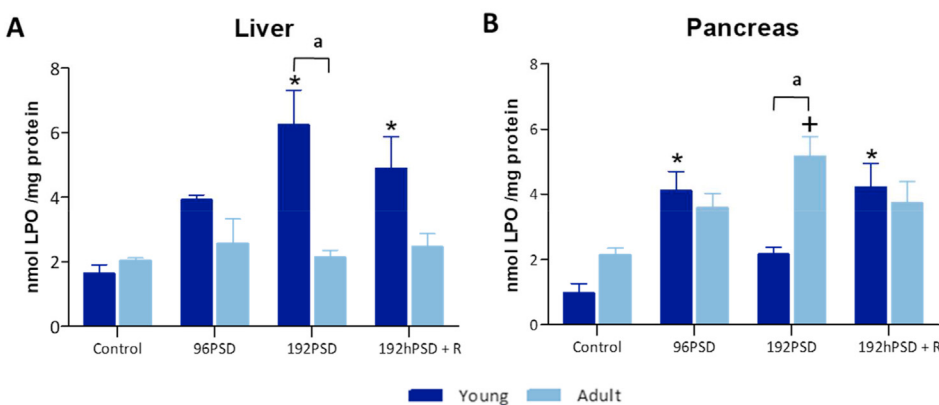 A
Liver
nmol LPO /mg protein
8
6
4
2
0
a
*
*
Control
96PSD
192PSD
192hPSD + R
B
Pancreas
nmol LPO /mg protein
8
6
4
2
0
a
*
+
*
Control
96PSD
192PSD
192hPSD + R
Young
Adult